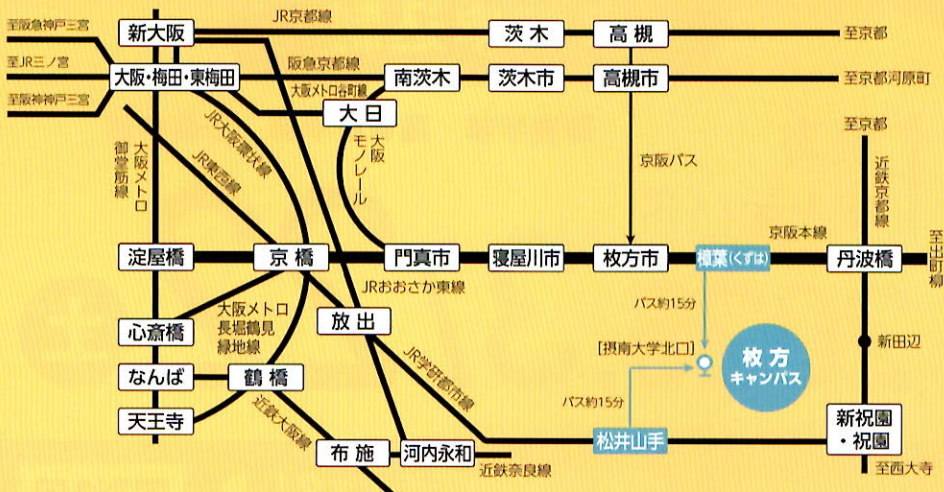 JR京都線
至阪急神戸三宮
新大阪
茨木
高槻
至京都
至JR三ノ宮
大阪・梅田・東梅田
阪急京都線
南茨木
茨木市
高槻市
至京都河原町
大阪メトロ谷町線
至阪神神戸三宮
大日
JR大阪環状線
至京都
大阪メトロ
御堂筋線
JR東西線
大阪
モノレール
京阪バス
近鉄京都線
京阪本線
淀屋橋
京橋
門真市
寝屋川市
枚方市
樟葉(くずは)
丹波橋
至出町柳
JRおおさか東線
大阪メトロ
長堀鶴見
緑地線
バス約15分
心斎橋
放出
[摂南大学北口]
枚方
キャンパス
新田辺
JR学研都市線
なんば
鶴橋
バス約15分
天王寺
近鉄大阪線
新祝園
・祝園
布施
河内永和
松井山手
近鉄奈良線
至西大寺